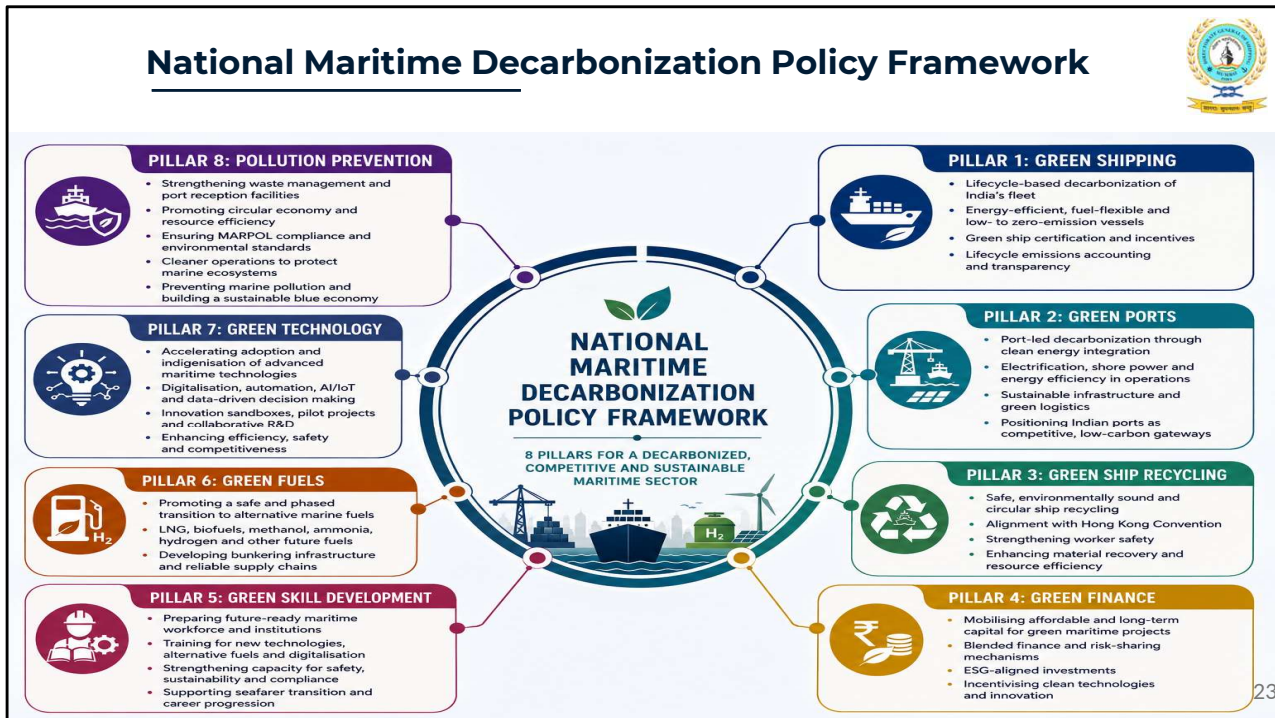 National Maritime Decarbonization Policy Framework
PILLAR 8: POLLUTION PREVENTION
• Strengthening waste management and
port reception facilities
• Promoting circular economy and
resource efficiency
• Ensuring MARPOL compliance and
environmental standards
• Cleaner operations to protect
marine ecosystems
• Preventing marine pollution and
building a sustainable blue economy
PILLAR 7: GREEN TECHNOLOGY
• Accelerating adoption and
indigenisation of advanced
maritime technologies
• Digitalisation, automation, AI/IoT
and data-driven decision making
• Innovation sandboxes, pilot projects
and collaborative R&D
• Enhancing efficiency, safety
and competitiveness
PILLAR 6: GREEN FUELS
H2
• Promoting a safe and phased
transition to alternative marine fuels
• LNG, biofuels, methanol, ammonia,
hydrogen and other future fuels
• Developing bunkering infrastructure
and reliable supply chains
PILLAR 5: GREEN SKILL DEVELOPMENT
• Preparing future-ready maritime
workforce and institutions
• Training for new technologies,
alternative fuels and digitalisation
• Strengthening capacity for safety,
sustainability and compliance
• Supporting seafarer transition and
career progression
NATIONAL
MARITIME
DECARBONIZATION
POLICY FRAMEWORK
8 PILLARS FOR A DECARBONIZED,
COMPETITIVE AND SUSTAINABLE
MARITIME SECTOR
H2
PILLAR 1: GREEN SHIPPING
• Lifecycle-based decarbonization of
India's fleet
• Energy-efficient, fuel-flexible and
low- to zero-emission vessels
• Green ship certification and incentives
• Lifecycle emissions accounting
and transparency
PILLAR 2: GREEN PORTS
• Port-led decarbonization through
clean energy integration
• Electrification, shore power and
energy efficiency in operations
• Sustainable infrastructure and
green logistics
• Positioning Indian ports as
competitive, low-carbon gateways
PILLAR 3: GREEN SHIP RECYCLING
• Safe, environmentally sound and
circular ship recycling
• Alignment with Hong Kong Convention
• Strengthening worker safety
• Enhancing material recovery and
resource efficiency
PILLAR 4: GREEN FINANCE
₹
• Mobilising affordable and long-term
capital for green maritime projects
• Blended finance and risk-sharing
mechanisms
• ESG-aligned investments
• Incentivising clean technologies
and innovation
23